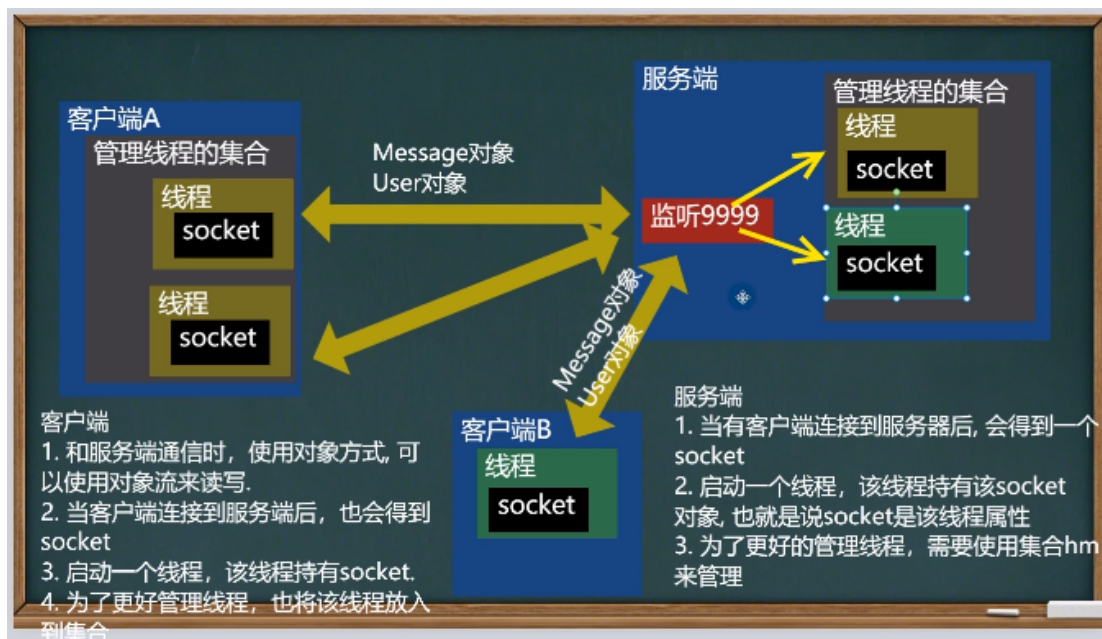 客户端A
管理线程的集合
线程
socket
线程
socket
Message对象
User对象
服务端
监听9999
管理线程的集合
线程
socket
线程
socket
Message对象
User对象
客户端B
线程
socket
客户端
1. 和服务端通信时，使用对象方式, 可
以使用对象流来读写.
2. 当客户端连接到服务端后，也会得到
socket
3. 启动一个线程，该线程持有socket.
4. 为了更好管理线程，也将该线程放入
到集合
服务端
1. 当有客户端连接到服务器后, 会得到一个
socket
2. 启动一个线程，该线程持有该socket
对象, 也就是说socket是该线程属性
3. 为了更好的管理线程，需要使用集合hm
来管理